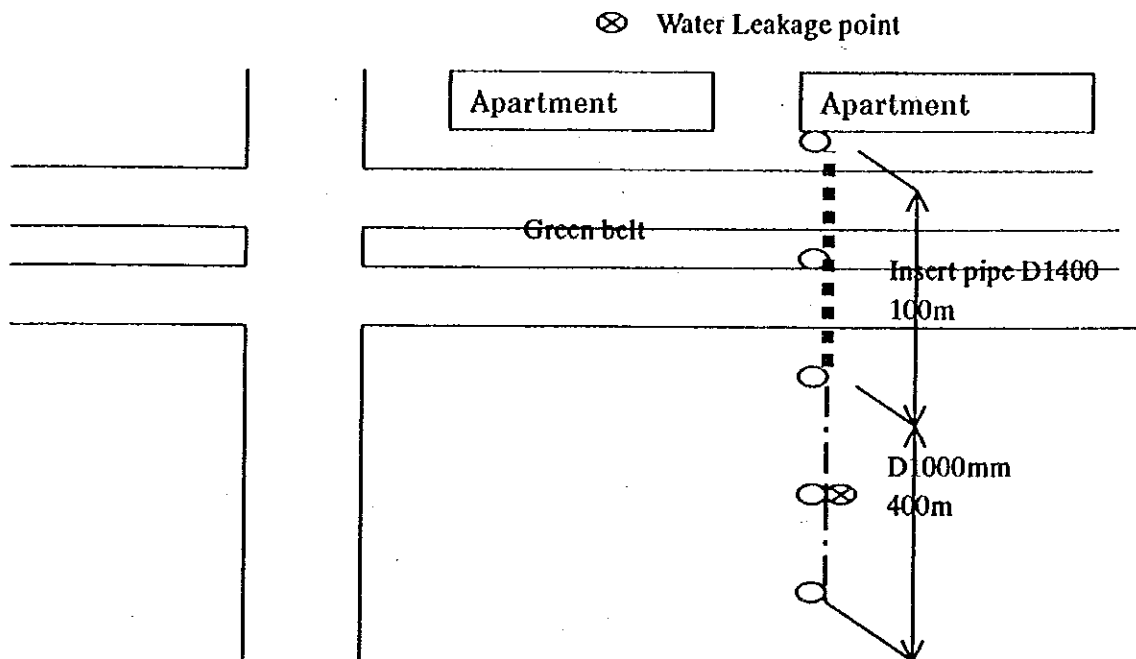 Water Leakage point
Apartment
Apartment
Green belt
Insert pipe D1400
100m
D1000mm
400m